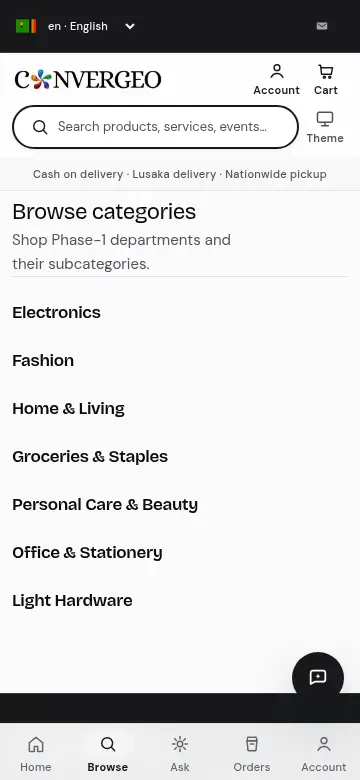 en · English
CONVERGEO
Account
Cart
Search products, services, events...
Theme
Cash on delivery · Lusaka delivery · Nationwide pickup
Browse categories
Shop Phase-1 departments and
their subcategories.
Electronics
Fashion
Home & Living
Groceries & Staples
Personal Care & Beauty
Office & Stationery
Light Hardware
Home
Browse
Ask
Orders
Account